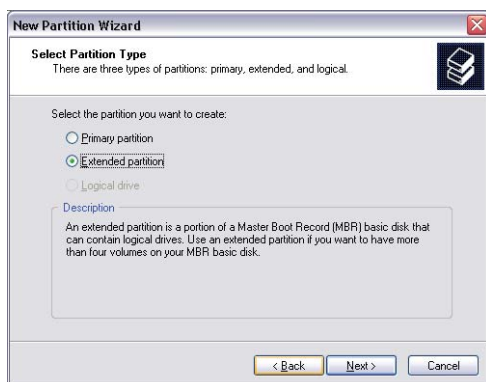 New Partition Wizard
Select Partition Type
There are three types of partitions: primary, extended, and logical.
Select the partition you want to create:
Primary partition
Extended partition
Logical drive
Description
An extended partition is a portion of a Master Boot Record (MBR) basic disk that
can contain logical drives. Use an extended partition if you want to have more
than four volumes on your MBR basic disk.
< Back Next > Cancel